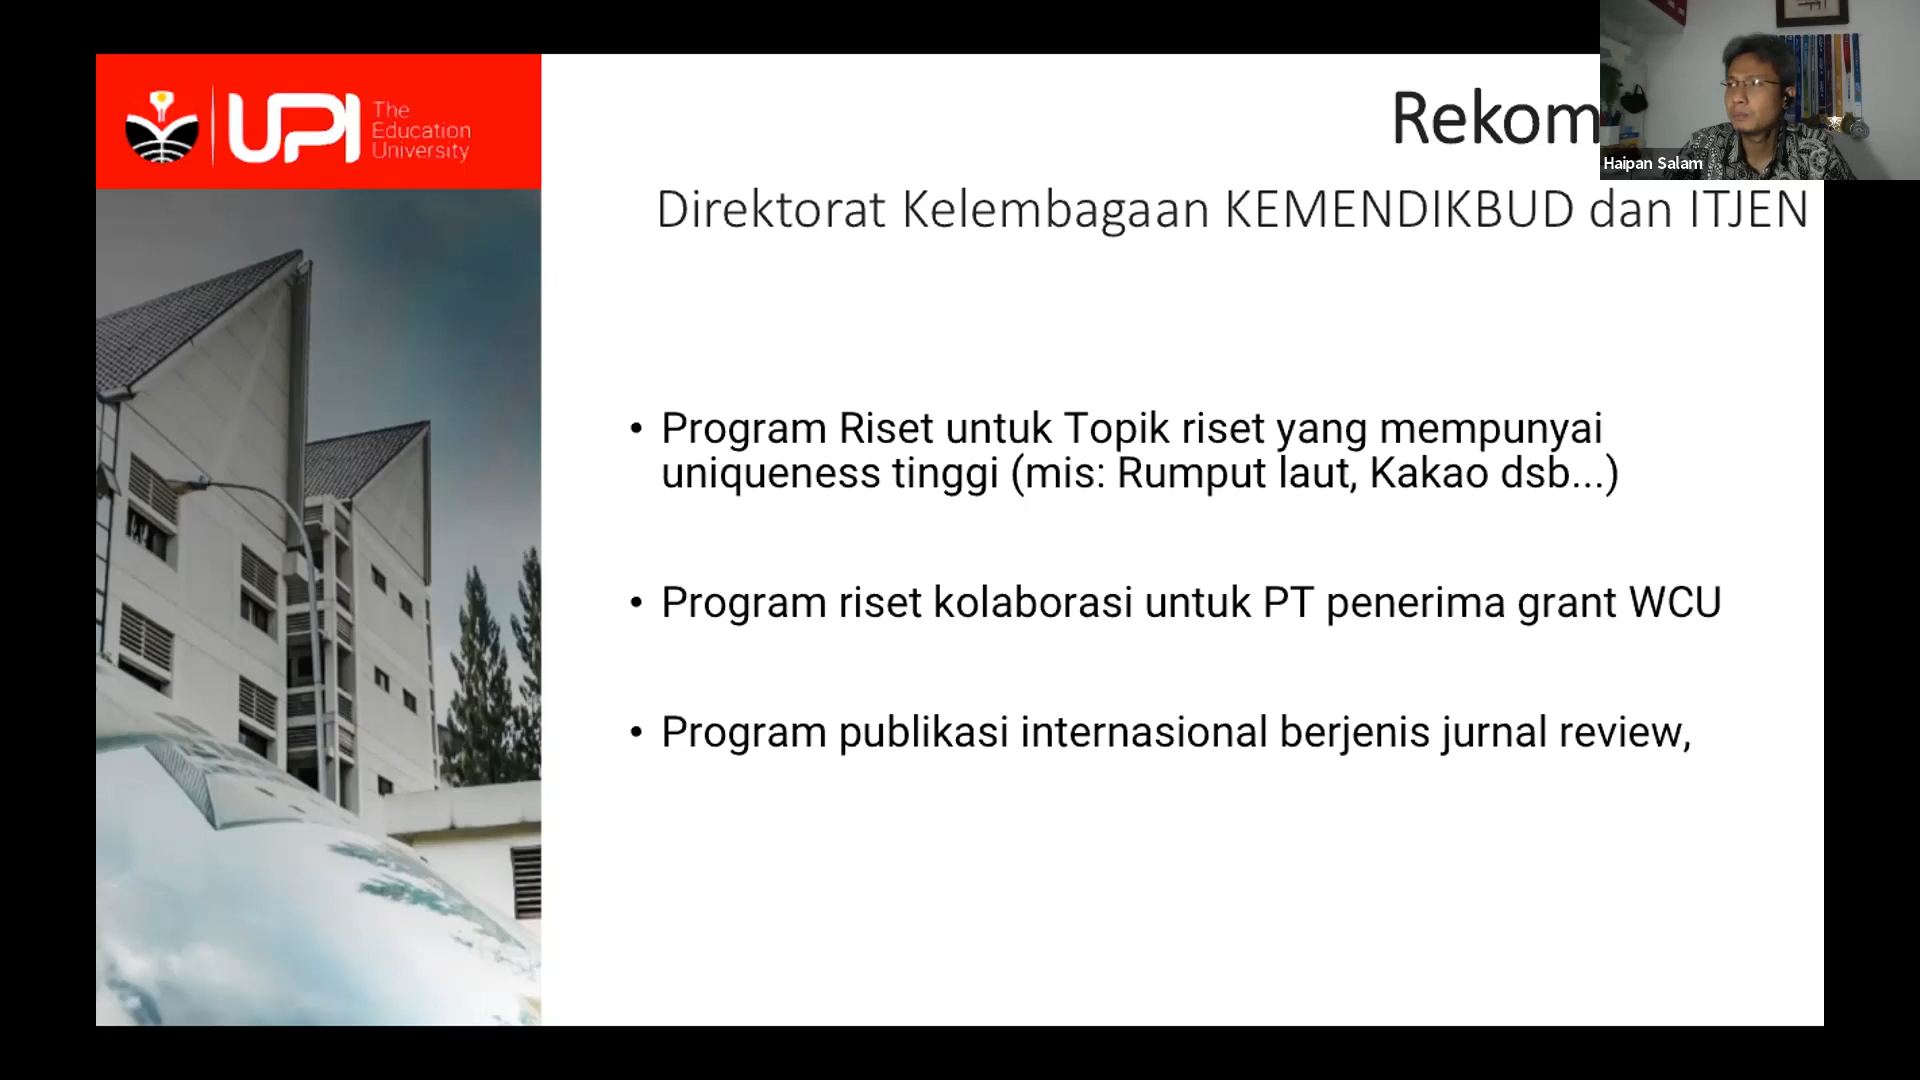 UPI
The
Education
University
Rekom
Haipan Salam
Direktorat Kelembagaan KEMENDIKBUD dan ITJEN
• Program Riset untuk Topik riset yang mempunyai
uniqueness tinggi (mis: Rumput laut, Kakao dsb...)
• Program riset kolaborasi untuk PT penerima grant WCU
• Program publikasi internasional berjenis jurnal review,